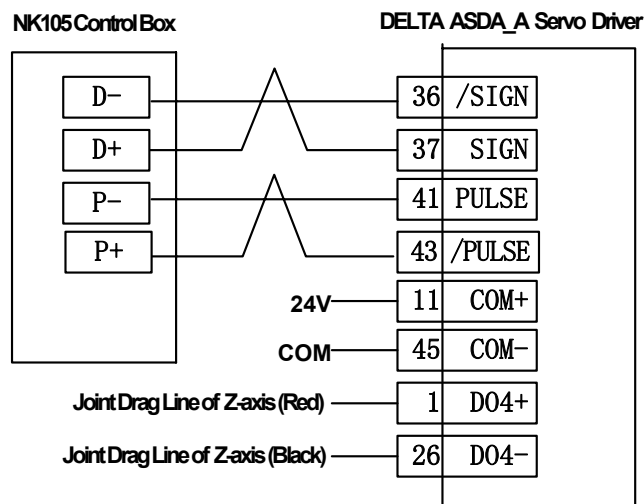 NK105 Control Box DELTA ASDA_A Servo Driver
D- 36 /SIGN
D+ 37 SIGN
P- 41 PULSE
P+ 43 /PULSE
24V 11 COM+
COM 45 COM-
Joint Drag Line of Z-axis (Red) 1 DO4+
Joint Drag Line of Z-axis (Black) 26 DO4-